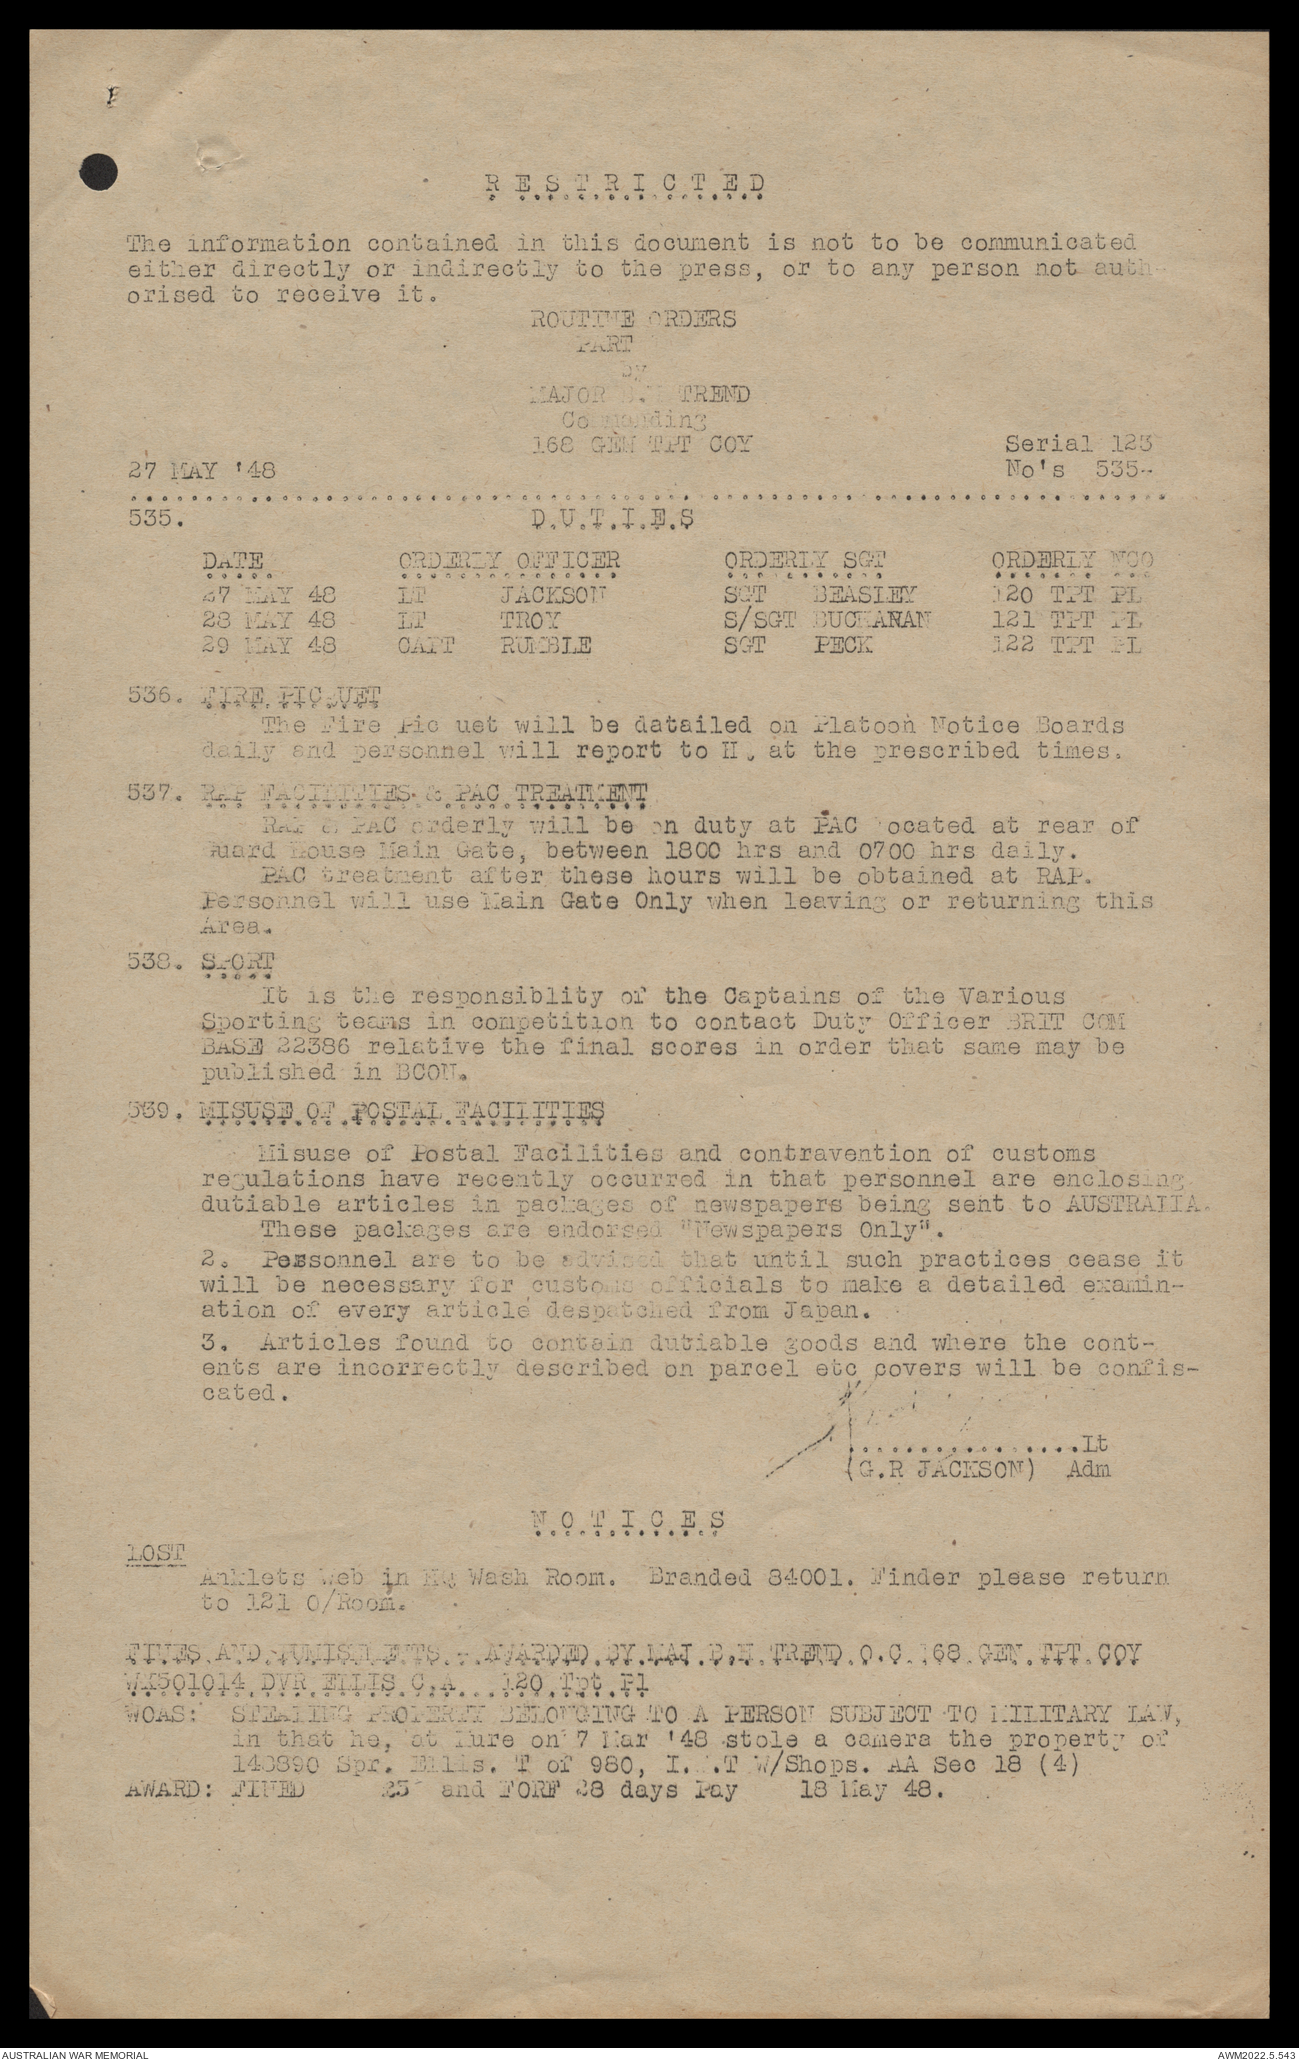 R E S T R I C T E D
The information contained in this document is not to be communicated
either directly or indirectly to the press, or to any person not auth-
orised to receive it.
ROUTINE ORDERS
PART
by
MAJOR B.H TREND
Commanding
168 GEN TPT COY
Serial 123
27 MAY '48
No's 535-
535. D.U.T.I.E.S
DATE ORDERLY OFFICER ORDERLY SGT ORDERLY NCO
27 MAY 48 LT JACKSON SGT BEASLEY 120 TPT PL
28 MAY 48 LT TROY S/SGT BUCHANAN 121 TPT PL
29 MAY 48 CAPT RUMBLE SGT PECK 122 TPT PL
536. FIRE PICQUET
The Fire Pic uet will be datailed on Platoon Notice Boards
daily and personnel will report to H. at the prescribed times.
537. RAP FACILITIES & PAC TREATMENT
RAP & PAC orderly will be on duty at PAC located at rear of
Guard House Main Gate, between 1800 hrs and 0700 hrs daily.
PAC treatment after these hours will be obtained at RAP.
Personnel will use Main Gate Only when leaving or returning this
Area.
538. SPORT
It is the responsiblity of the Captains of the Various
Sporting teams in competition to contact Duty Officer BRIT COM
BASE 22386 relative the final scores in order that same may be
published in BCON.
539. MISUSE OF POSTAL FACILITIES
Misuse of Postal Facilities and contravention of customs
regulations have recently occurred in that personnel are enclosing
dutiable articles in packages of newspapers being sent to AUSTRALIA.
These packages are endorsed "Newspapers Only".
2. Personnel are to be advised that until such practices cease it
will be necessary for customs officials to make a detailed examin-
ation of every article despatched from Japan.
3. Articles found to contain dutiable goods and where the cont-
ents are incorrectly described on parcel etc covers will be confis-
cated.
.................Lt
(G.R JACKSON) Adm
N O T I C E S
LOST
Anklets Web in HQ Wash Room. Branded 84001. Finder please return
to 121 O/Room.
FINES AND PUNISHMENTS - AWARDED BY MAJ B.H TREND O.C 168 GEN TPT COY
WX501014 DVR ELLIS C.A 120 Tpt Pl
WOAS: STEALING PROPERTY BELONGING TO A PERSON SUBJECT TO MILITARY LAW,
in that he, at Kure on 7 Mar '48 stole a camera the property of
Spr. Ellis. T of 980, W/Shops. AA Sec 18 (4)
AWARD: FINED and FORF 28 days Pay 18 May 48.
AUSTRALIAN WAR MEMORIAL
AWM2022.5.543